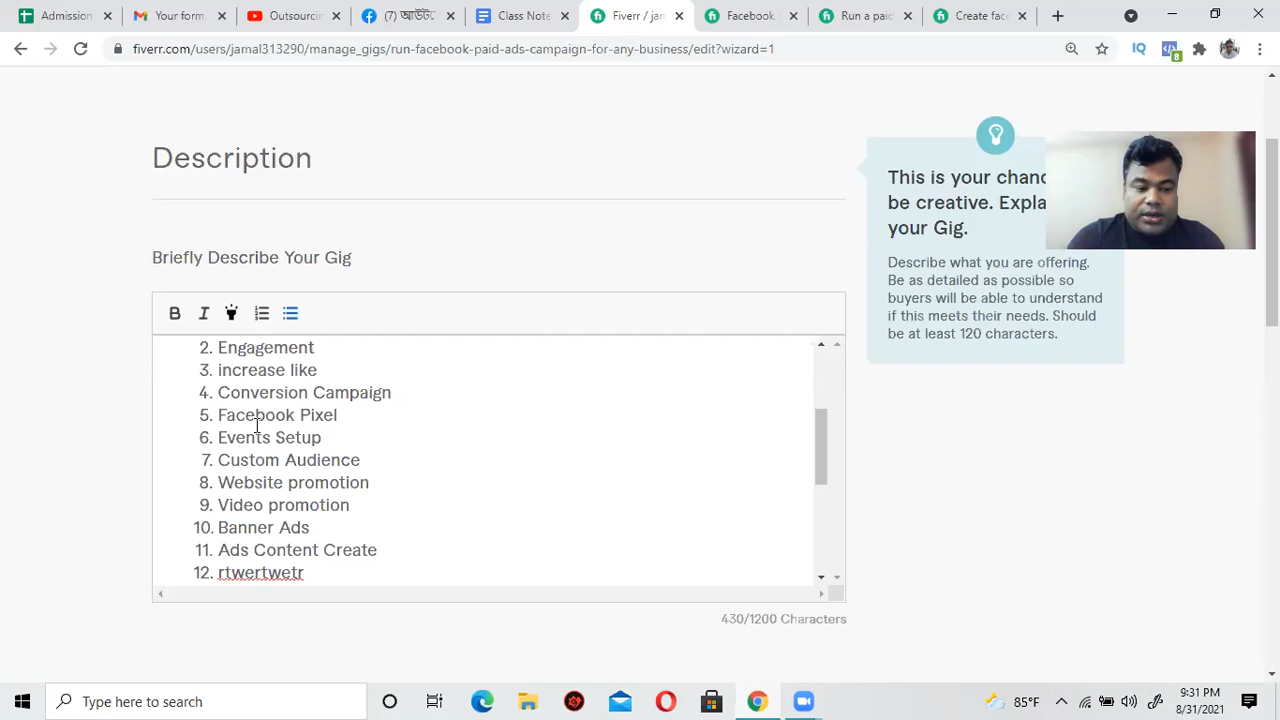 Admission
Your form
Outsourci
(7) আউটসো
Class Note
Fiverr / jam
Facebook
Run a paid
Create face
fiverr.com/users/jamal313290/manage_gigs/run-facebook-paid-ads-campaign-for-any-business/edit?wizard=1
IQ
8
Description
This is your chanc
be creative. Expla
your Gig.
Describe what you are offering.
Be as detailed as possible so
buyers will be able to understand
if this meets their needs. Should
be at least 120 characters.
Briefly Describe Your Gig
B I
2. Engagement
3. increase like
4. Conversion Campaign
5. Facebook Pixel
6. Events Setup
7. Custom Audience
8. Website promotion
9. Video promotion
10. Banner Ads
11. Ads Content Create
12. rtwertwetr
430/1200 Characters
Type here to search
85°F
9:31 PM
8/31/2021